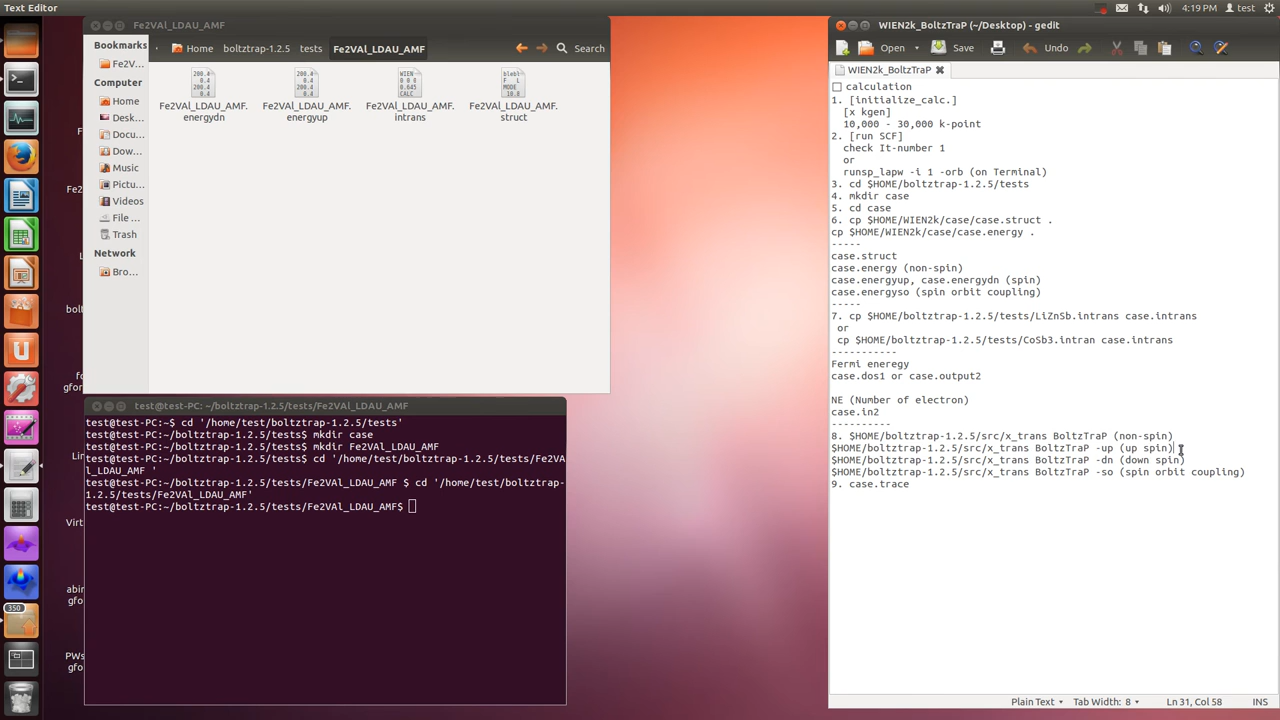 Text Editor
4:19 PM
test
Fe2Val_LDAU_AMF
Bookmarks
Fe2V...
Computer
Home
Desk...
Docu...
Dow...
Music
Pictu...
Videos
File ...
Trash
Network
Bro...
Home
boltztrap-1.2.5
tests
Fe2Val_LDAU_AMF
Search
Fe2VAl_LDAU_AMF.
energydn
Fe2VAl_LDAU_AMF.
energyup
Fe2VAl_LDAU_AMF.
intrans
Fe2VAl_LDAU_AMF.
struct
test@test-PC: ~/boltztrap-1.2.5/tests/Fe2VAl_LDAU_AMF
test@test-PC:~$ cd '/home/test/boltztrap-1.2.5/tests'
test@test-PC:~/boltztrap-1.2.5/tests$ mkdir case
test@test-PC:~/boltztrap-1.2.5/tests$ mkdir Fe2VAl_LDAU_AMF
test@test-PC:~/boltztrap-1.2.5/tests$ cd '/home/test/boltztrap-1.2.5/tests/Fe2VA
l_LDAU_AMF '
test@test-PC:~/boltztrap-1.2.5/tests/Fe2VAl_LDAU_AMF $ cd '/home/test/boltztrap-
1.2.5/tests/Fe2VAl_LDAU_AMF'
test@test-PC:~/boltztrap-1.2.5/tests/Fe2VAl_LDAU_AMF$
WIEN2k_BoltzTraP (~/Desktop) - gedit
Open
Save
Undo
WIEN2k_BoltzTraP
□ calculation
1. [initialize_calc.]
[x kgen]
10,000 - 30,000 k-point
2. [run SCF]
check It-number 1
or
runsp_lapw -i 1 -orb (on Terminal)
3. cd $HOME/boltztrap-1.2.5/tests
4. mkdir case
5. cd case
6. cp $HOME/WIEN2k/case/case.struct .
cp $HOME/WIEN2k/case/case.energy .
-----
case.struct
case.energy (non-spin)
case.energyup, case.energydn (spin)
case.energyso (spin orbit coupling)
-----
7. cp $HOME/boltztrap-1.2.5/tests/LiZnSb.intrans case.intrans
or
cp $HOME/boltztrap-1.2.5/tests/CoSb3.intran case.intrans
-----------
Fermi eneregy
case.dos1 or case.output2
NE (Number of electron)
case.in2
----------
8. $HOME/boltztrap-1.2.5/src/x_trans BoltzTraP (non-spin)
$HOME/boltztrap-1.2.5/src/x_trans BoltzTraP -up (up spin)
$HOME/boltztrap-1.2.5/src/x_trans BoltzTraP -dn (down spin)
$HOME/boltztrap-1.2.5/src/x_trans BoltzTraP -so (spin orbit coupling)
9. case.trace
Plain Text
Tab Width: 8
Ln 31, Col 58
INS
350